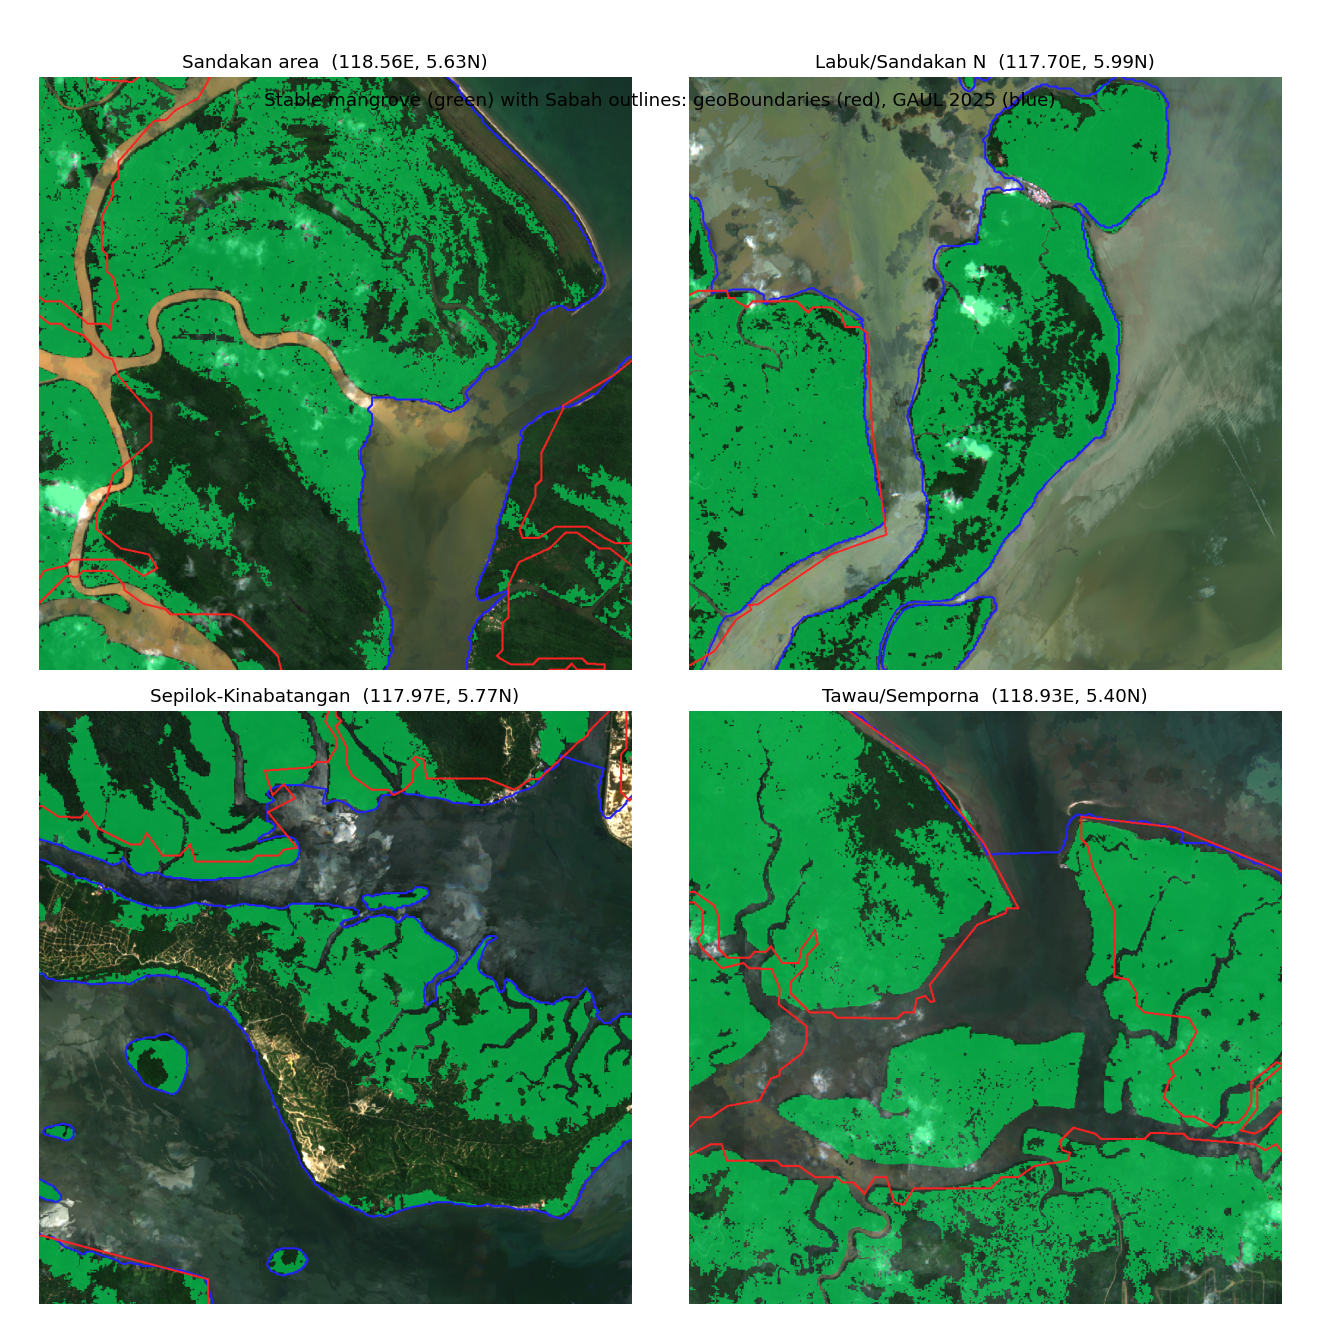 Sandakan area  (118.56E, 5.63N)
Labuk/Sandakan N  (117.70E, 5.99N)
Stable mangrove (green) with Sabah outlines: geoBoundaries (red), GAUL 2025 (blue)
Sepilok-Kinabatangan  (117.97E, 5.77N)
Tawau/Semporna  (118.93E, 5.40N)